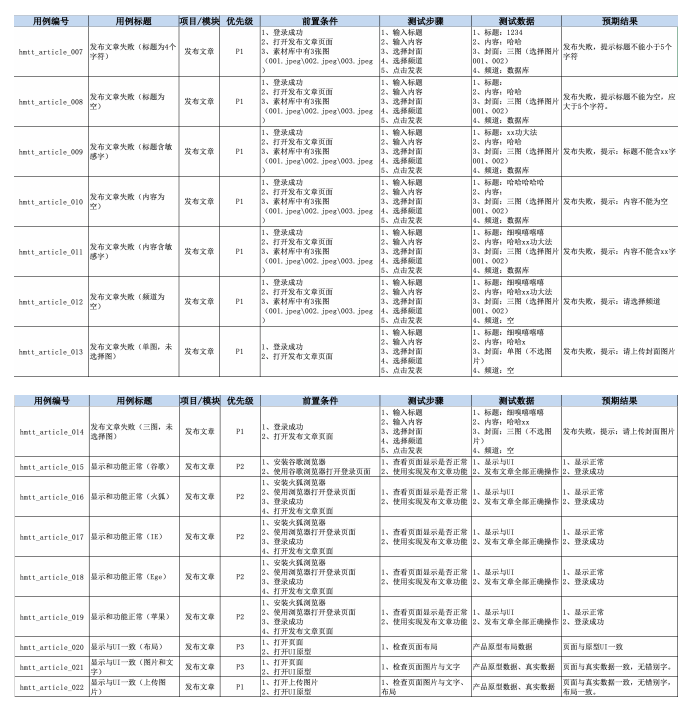 用例编号 用例标题 项目/模块 优先级 前置条件 测试步骤 测试数据 预期结果
hmtt_article_007 发布文章失败（标题为4个字符） 发布文章 P1
1、登录成功
2、打开发布文章页面
3、素材库中有3张图
（001.jpeg\002.jpeg\003.jpeg
）
1、输入标题
2、输入内容
3、选择封面
4、选择频道
5、点击发表
1、标题：1234
2、内容：哈哈
3、封面：三图（选择图片
001、002）
4、频道：数据库
发布失败，提示标题不能小于5个
字符
hmtt_article_008 发布文章失败（标题为
空） 发布文章 P1
1、登录成功
2、打开发布文章页面
3、素材库中有3张图
（001.jpeg\002.jpeg\003.jpeg
）
1、输入标题
2、输入内容
3、选择封面
4、选择频道
5、点击发表
1、标题：
2、内容：哈哈
3、封面：三图（选择图片
001、002）
4、频道：数据库
发布失败，提示标题不能为空，应
大于5个字符。
hmtt_article_009 发布文章失败（标题含敏
感字） 发布文章 P1
1、登录成功
2、打开发布文章页面
3、素材库中有3张图
（001.jpeg\002.jpeg\003.jpeg
）
1、输入标题
2、输入内容
3、选择封面
4、选择频道
5、点击发表
1、标题：xx功大法
2、内容：哈哈
3、封面：三图（选择图片
001、002）
4、频道：数据库
发布失败，提示：标题不能含xx字
hmtt_article_010 发布文章失败（内容为
空） 发布文章 P1
1、登录成功
2、打开发布文章页面
3、素材库中有3张图
（001.jpeg\002.jpeg\003.jpeg
）
1、输入标题
2、输入内容
3、选择封面
4、选择频道
5、点击发表
1、标题：哈哈哈哈哈
2、内容：
3、封面：三图（选择图片
001、002）
4、频道：数据库
发布失败，提示：内容不能为空
hmtt_article_011 发布文章失败（内容含敏
感字） 发布文章 P1
1、登录成功
2、打开发布文章页面
3、素材库中有3张图
（001.jpeg\002.jpeg\003.jpeg
）
1、输入标题
2、输入内容
3、选择封面
4、选择频道
5、点击发表
1、标题：细嗅嘻嘻嘻
2、内容：哈哈xx功大法
3、封面：三图（选择图片
001、002）
4、频道：数据库
发布失败，提示：内容不能含xx字
hmtt_article_012 发布文章失败（频道为
空） 发布文章 P1
1、登录成功
2、打开发布文章页面
3、素材库中有3张图
（001.jpeg\002.jpeg\003.jpeg
）
1、输入标题
2、输入内容
3、选择封面
4、选择频道
5、点击发表
1、标题：细嗅嘻嘻嘻
2、内容：哈哈xx功大法
3、封面：三图（选择图片
001、002）
4、频道：空
发布失败，提示：请选择频道
hmtt_article_013 发布文章失败（单图，未
选择图） 发布文章 P1
1、登录成功
2、打开发布文章页面
1、输入标题
2、输入内容
3、选择封面
4、选择频道
5、点击发表
1、标题：细嗅嘻嘻嘻
2、内容：哈哈x
3、封面：单图（不选图
片）
4、频道：空
发布失败，提示：请上传封面图片
用例编号 用例标题 项目/模块 优先级 前置条件 测试步骤 测试数据 预期结果
hmtt_article_014 发布文章失败（三图，未
选择图） 发布文章 P1
1、登录成功
2、打开发布文章页面
1、输入标题
2、输入内容
3、选择封面
4、选择频道
5、点击发表
1、标题：细嗅嘻嘻嘻
2、内容：哈哈xx
3、封面：三图（不选图
片）
4、频道：空
发布失败，提示：请上传封面图片
hmtt_article_015 显示和功能正常（谷歌） 发布文章 P2
1、安装谷歌浏览器
2、使用谷歌浏览器打开登录页面
1、查看页面显示是否正常
2、使用实现发布文章功能
1、显示与UI
2、发布文章全部正确操作
1、显示正常
2、登录成功
hmtt_article_016 显示和功能正常（火狐） 发布文章 P2
1、安装火狐浏览器
2、使用浏览器打开登录页面
3、登录成功
4、打开发布文章页面
1、查看页面显示是否正常
2、使用实现发布文章功能
1、显示与UI
2、发布文章全部正确操作
1、显示正常
2、登录成功
hmtt_article_017 显示和功能正常（IE） 发布文章 P2
1、安装火狐浏览器
2、使用浏览器打开登录页面
3、登录成功
4、打开发布文章页面
1、查看页面显示是否正常
2、使用实现发布文章功能
1、显示与UI
2、发布文章全部正确操作
1、显示正常
2、登录成功
hmtt_article_018 显示和功能正常（Ege） 发布文章 P2
1、安装火狐浏览器
2、使用浏览器打开登录页面
3、登录成功
4、打开发布文章页面
1、查看页面显示是否正常
2、使用实现发布文章功能
1、显示与UI
2、发布文章全部正确操作
1、显示正常
2、登录成功
hmtt_article_019 显示和功能正常（苹果） 发布文章 P2
1、安装火狐浏览器
2、使用浏览器打开登录页面
3、登录成功
4、打开发布文章页面
1、查看页面显示是否正常
2、使用实现发布文章功能
1、显示与UI
2、发布文章全部正确操作
1、显示正常
2、登录成功
hmtt_article_020 显示与UI一致（布局） 发布文章 P3
1、打开页面
2、打开UI原型
1、检查页面布局
产品原型布局数据
页面与原型UI一致
hmtt_article_021 显示与UI一致（图片和文
字） 发布文章 P3
1、打开页面
2、打开UI原型
1、检查页面图片与文字
产品原型数据、真实数据
页面与真实数据一致，无错别字。
hmtt_article_022 显示与UI一致（上传图
片） 发布文章 P1
1、打开上传图片
2、打开UI原型
1、检查页面图片与文字、
布局
产品原型数据、真实数据
页面与真实数据一致，无错别字，
布局一致。